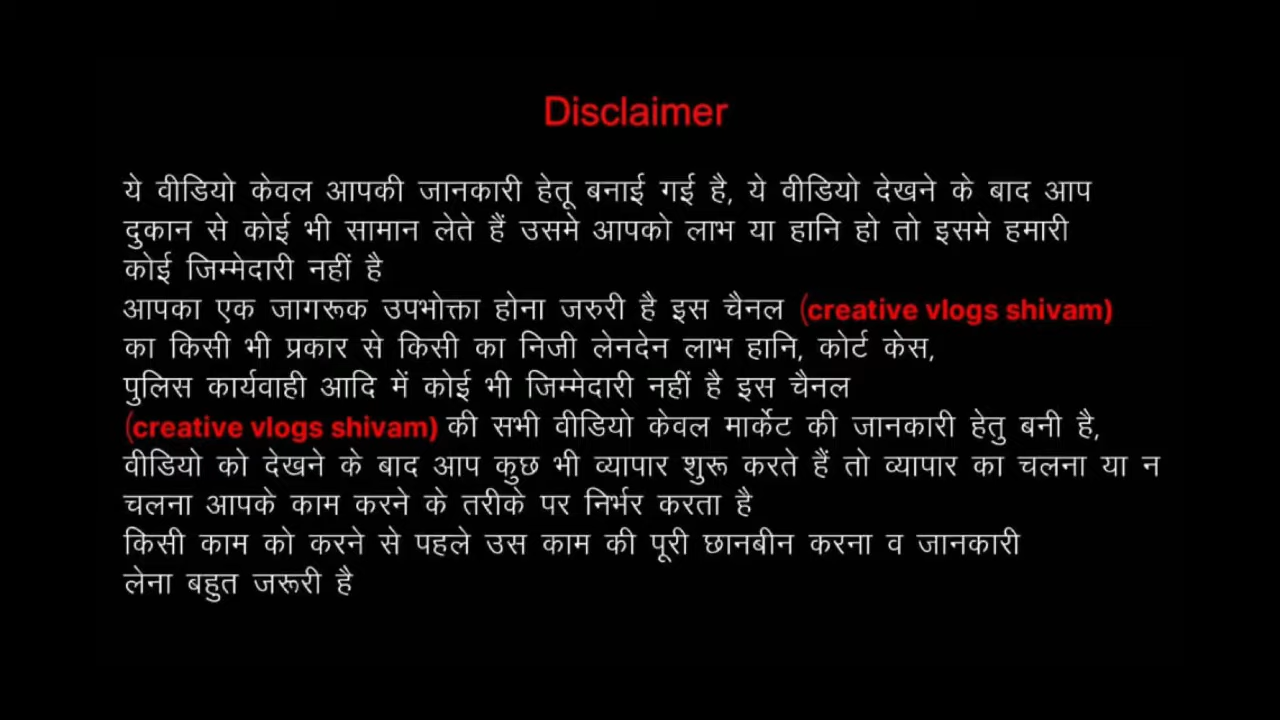 Disclaimer
ये वीडियो केवल आपकी जानकारी हेतू बनाई गई है, ये वीडियो देखने के बाद आप
दुकान से कोई भी सामान लेते हैं उसमे आपको लाभ या हानि हो तो इसमे हमारी
कोई जिम्मेदारी नहीं है
आपका एक जागरूक उपभोक्ता होना जरुरी है इस चैनल (creative vlogs shivam)
का किसी भी प्रकार से किसी का निजी लेनदेन लाभ हानि, कोर्ट केस,
पुलिस कार्यवाही आदि में कोई भी जिम्मेदारी नहीं है इस चैनल
(creative vlogs shivam) की सभी वीडियो केवल मार्केट की जानकारी हेतु बनी है,
वीडियो को देखने के बाद आप कुछ भी व्यापार शुरू करते हैं तो व्यापार का चलना या न
चलना आपके काम करने के तरीके पर निर्भर करता है
किसी काम को करने से पहले उस काम की पूरी छानबीन करना व जानकारी
लेना बहुत जरूरी है